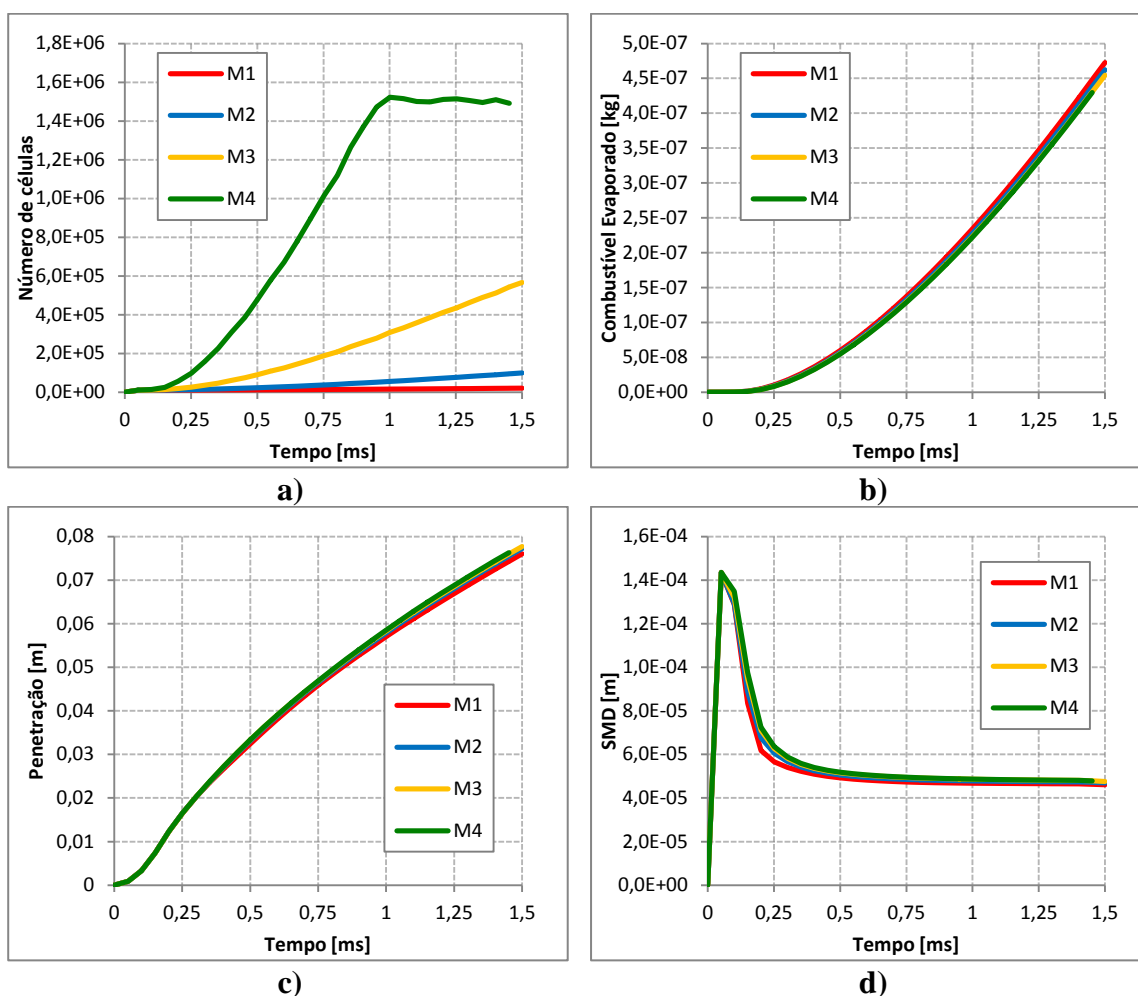 1,8E+06
1,6E+06
1,4E+06
1,2E+06
1,0E+06
8,0E+05
6,0E+05
4,0E+05
2,0E+05
0,0E+00
Número de células
M1
M2
M3
M4
0
0,25
0,5
0,75
1
1,25
1,5
Tempo [ms]
a)
5,0E-07
4,5E-07
4,0E-07
3,5E-07
3,0E-07
2,5E-07
2,0E-07
1,5E-07
1,0E-07
5,0E-08
0,0E+00
Combustível Evaporado [kg]
M1
M2
M3
M4
0
0,25
0,5
0,75
1
1,25
1,5
Tempo [ms]
b)
0,08
0,07
0,06
0,05
0,04
0,03
0,02
0,01
0
Penetração [m]
M1
M2
M3
M4
0
0,25
0,5
0,75
1
1,25
1,5
Tempo [ms]
c)
1,6E-04
1,4E-04
1,2E-04
1,0E-04
8,0E-05
6,0E-05
4,0E-05
2,0E-05
0,0E+00
SMD [m]
M1
M2
M3
M4
0
0,25
0,5
0,75
1
1,25
1,5
Tempo [ms]
d)